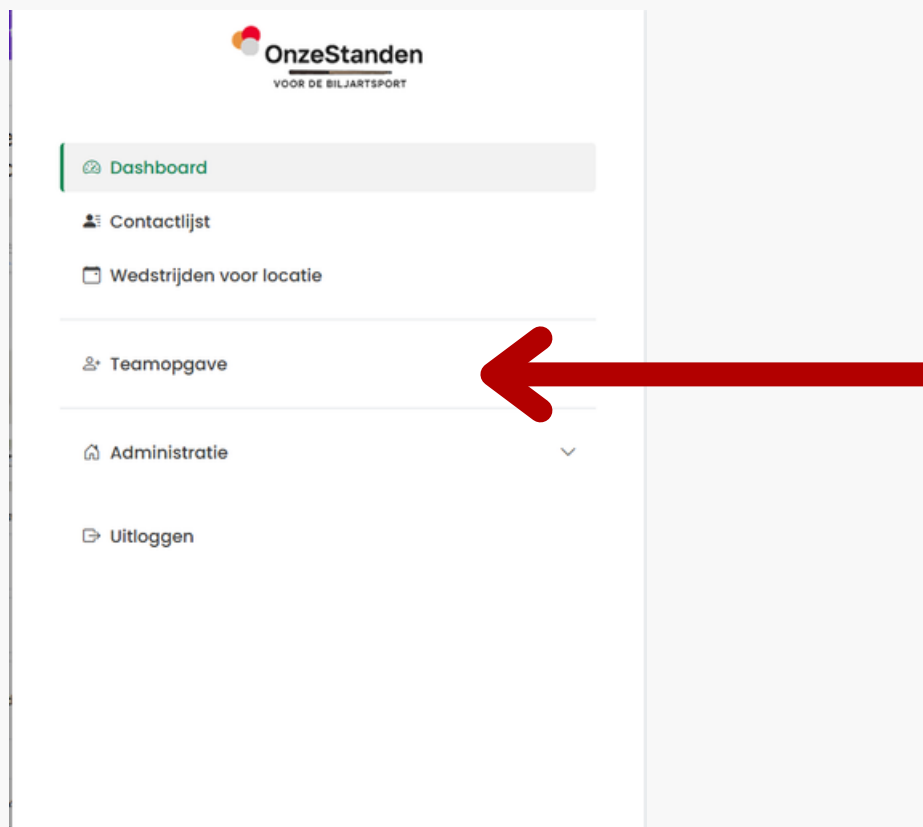 OnzeStanden
VOOR DE BILJARTSPORT
Dashboard
Contactlijst
Wedstrijden voor locatie
Teamopgave
Administratie
Uitloggen